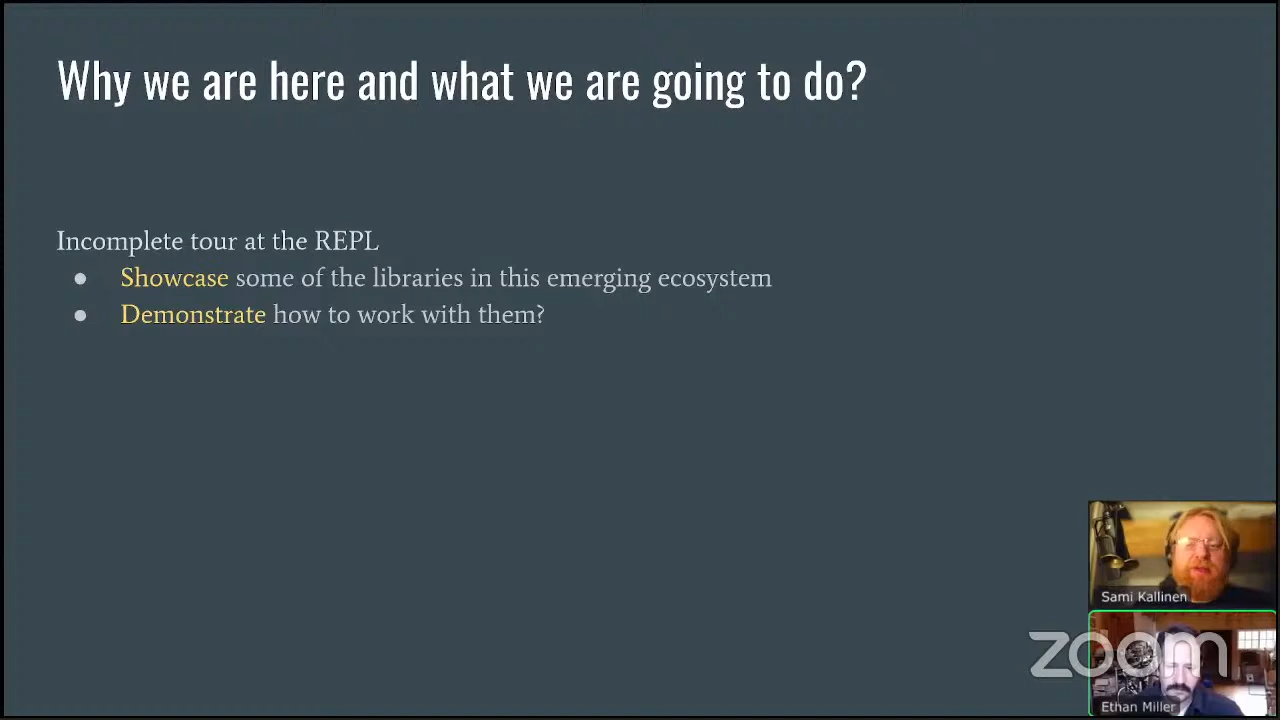 Why we are here and what we are going to do?
Incomplete tour at the REPL
● Showcase some of the libraries in this emerging ecosystem
● Demonstrate how to work with them?
Sami Kallinen
zoom
Ethan Miller